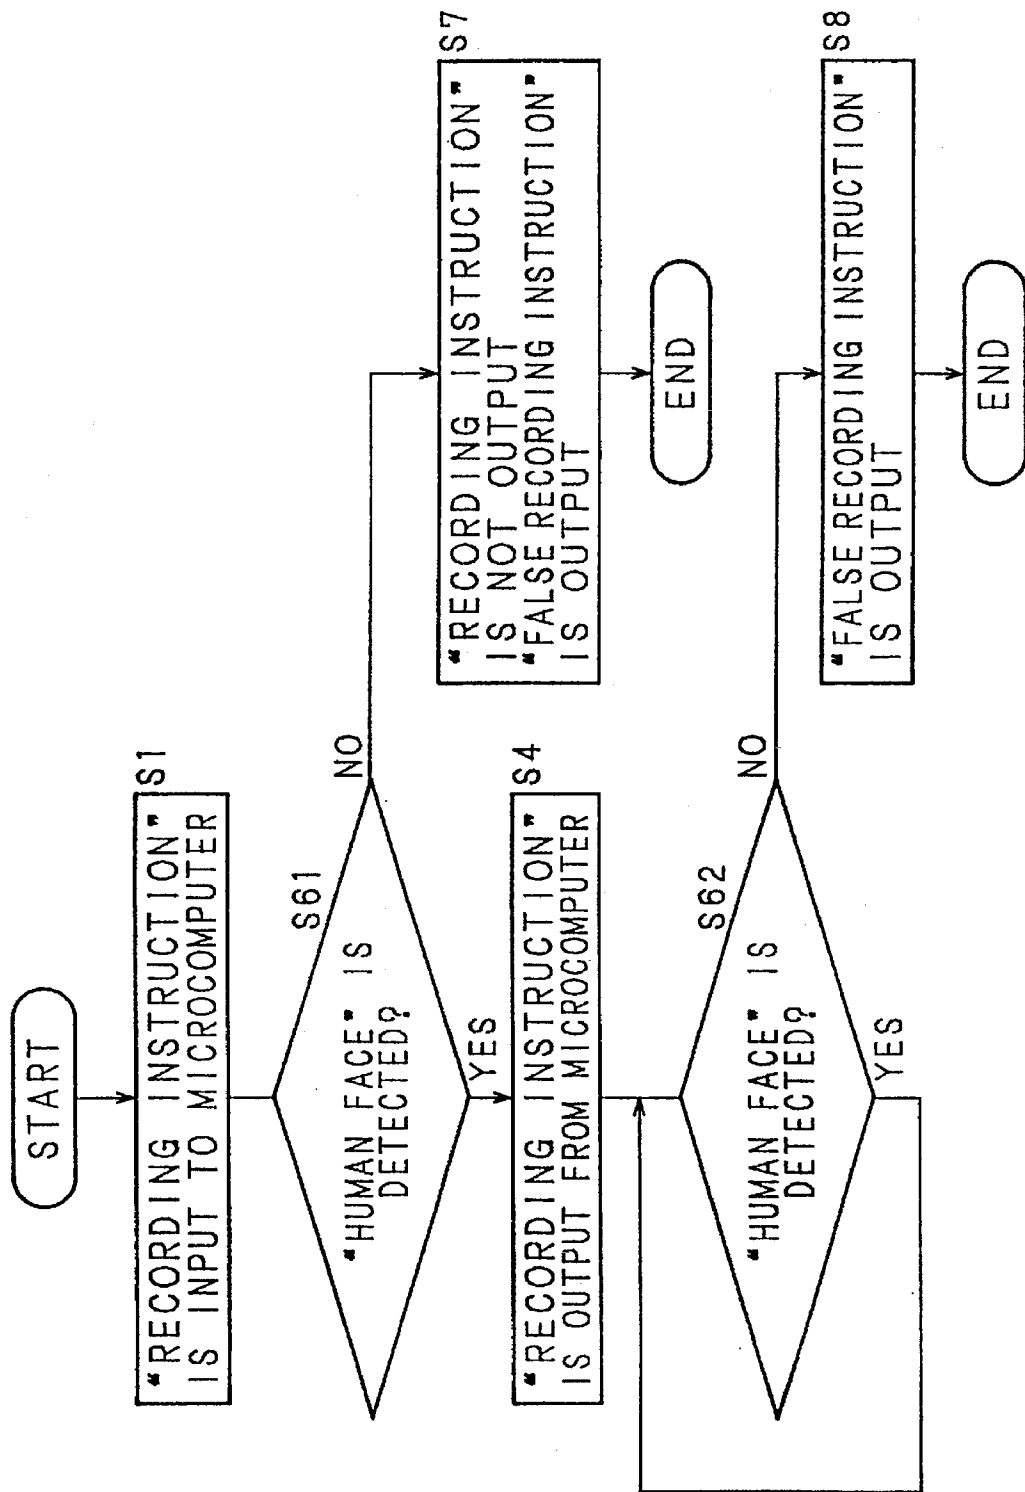 START
"RECORDING INSTRUCTION"
IS INPUT TO MICROCOMPUTER
S1
"HUMAN FACE" IS
DETECTED?
S61
NO
YES
"RECORDING INSTRUCTION"
IS NOT OUTPUT
"FALSE RECORDING INSTRUCTION"
IS OUTPUT
S7
END
"RECORDING INSTRUCTION"
IS OUTPUT FROM MICROCOMPUTER
S4
"HUMAN FACE" IS
DETECTED?
S62
NO
YES
"FALSE RECORDING INSTRUCTION"
IS OUTPUT
S8
END